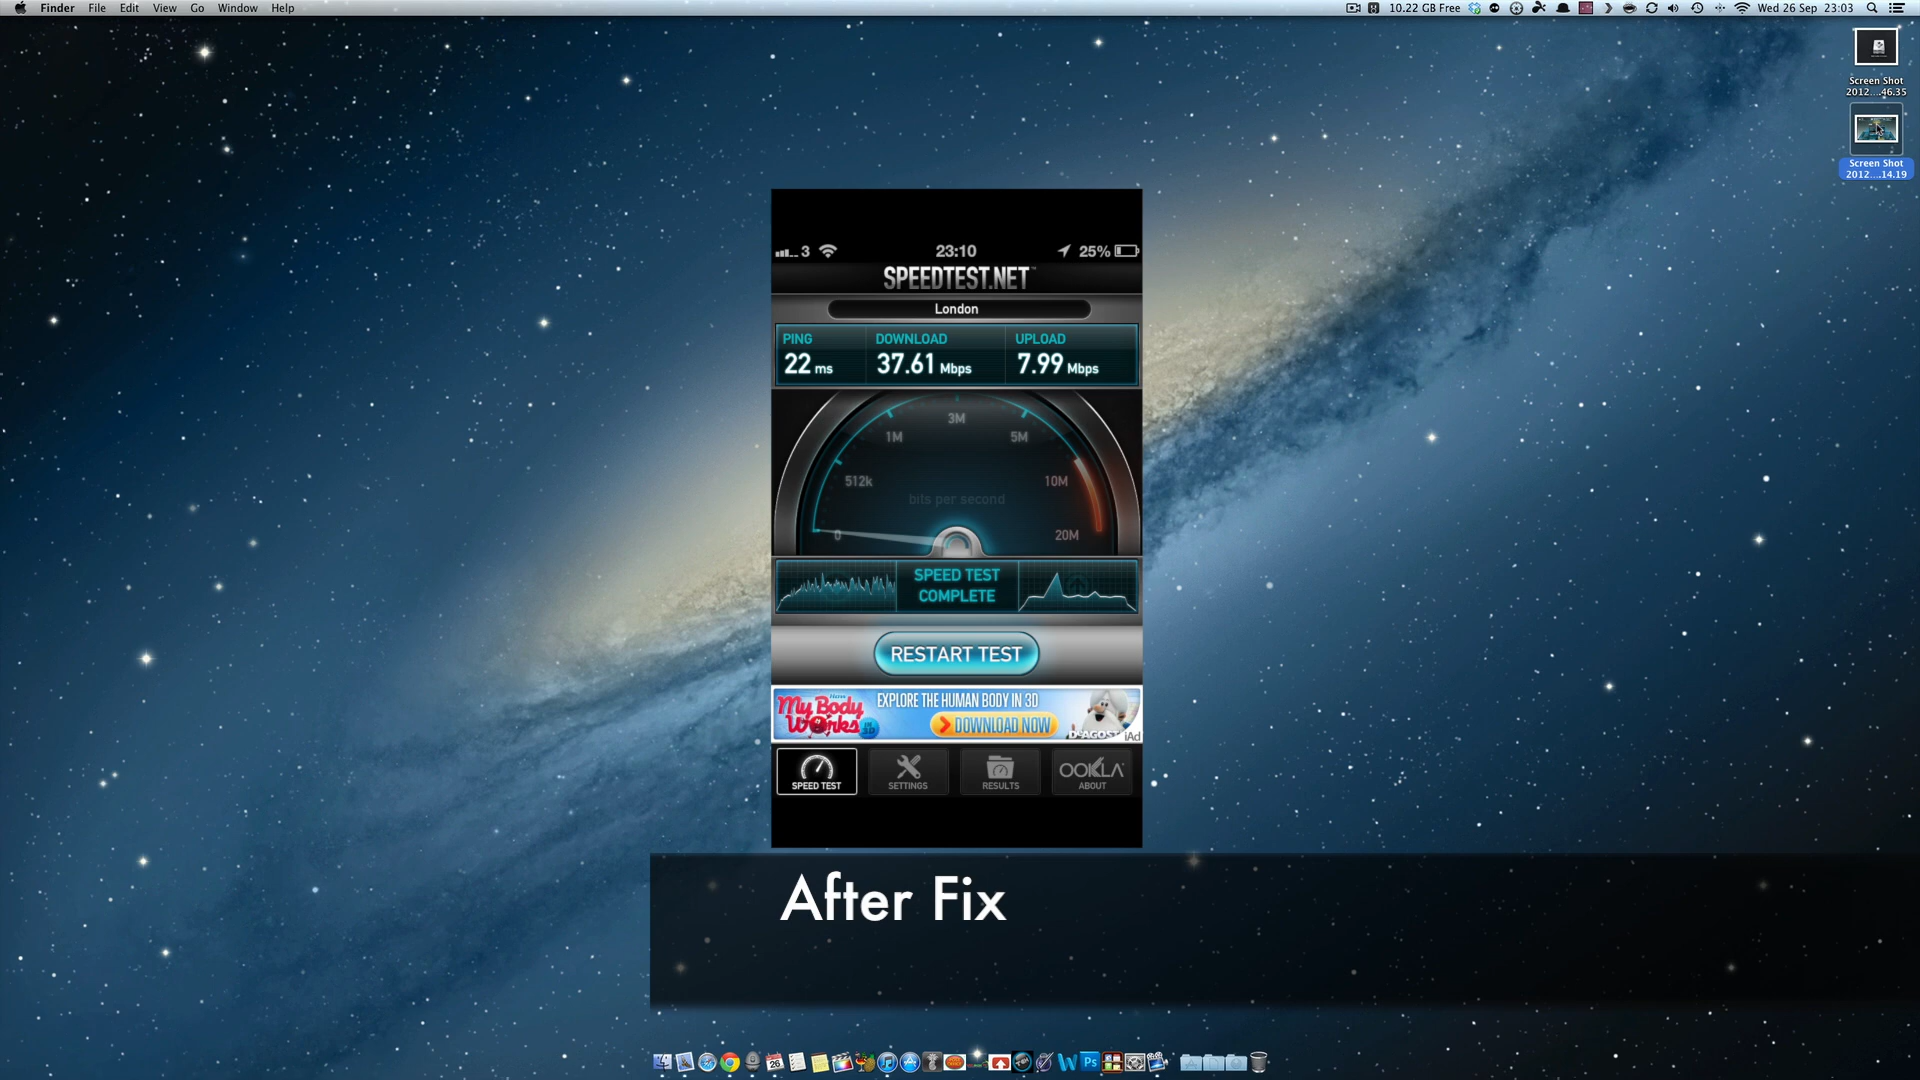 Finder File Edit View Go Window Help
10.22 GB Free
Wed 26 Sep 23:03
Screen Shot
2012....46.35
Screen Shot
2012....14.19
3 23:10 25%
SPEEDTEST.NET™
London
PING DOWNLOAD UPLOAD
22 ms 37.61 Mbps 7.99 Mbps
3M
1M 5M
512k 10M
bits per second
0 20M
SPEED TEST
COMPLETE
RESTART TEST
My Body
Works
EXPLORE THE HUMAN BODY IN 3D
DOWNLOAD NOW
DeAGOST
iAd
SPEED TEST SETTINGS RESULTS
OOKLA
ABOUT
After Fix
26
Ps